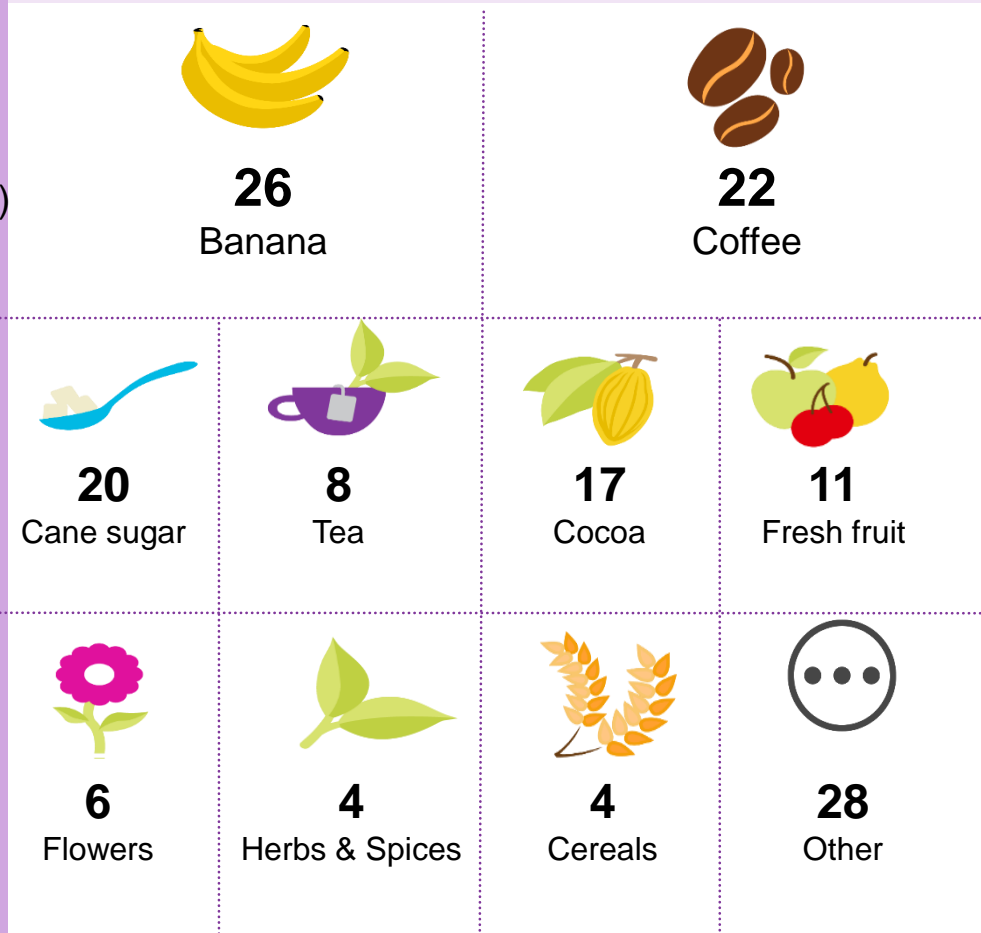 )
26
Banana
22
Coffee
20
Cane sugar
8
Tea
17
Cocoa
11
Fresh fruit
6
Flowers
4
Herbs & Spices
4
Cereals
28
Other